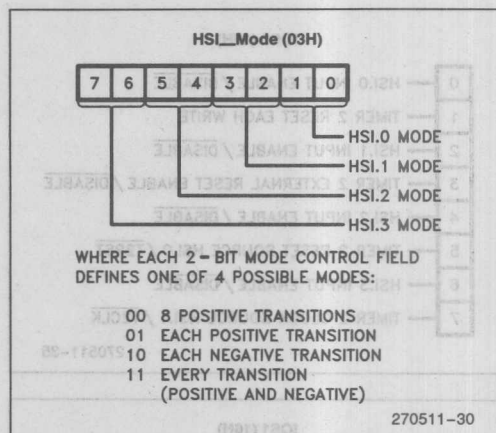 HSI_Mode (03H)
7 6 5 4 3 2 1 0
HSI.0 MODE
HSI.1 MODE
HSI.2 MODE
HSI.3 MODE
WHERE EACH 2-BIT MODE CONTROL FIELD
DEFINES ONE OF 4 POSSIBLE MODES:
00 8 POSITIVE TRANSITIONS
01 EACH POSITIVE TRANSITION
10 EACH NEGATIVE TRANSITION
11 EVERY TRANSITION
(POSITIVE AND NEGATIVE)
270511-30